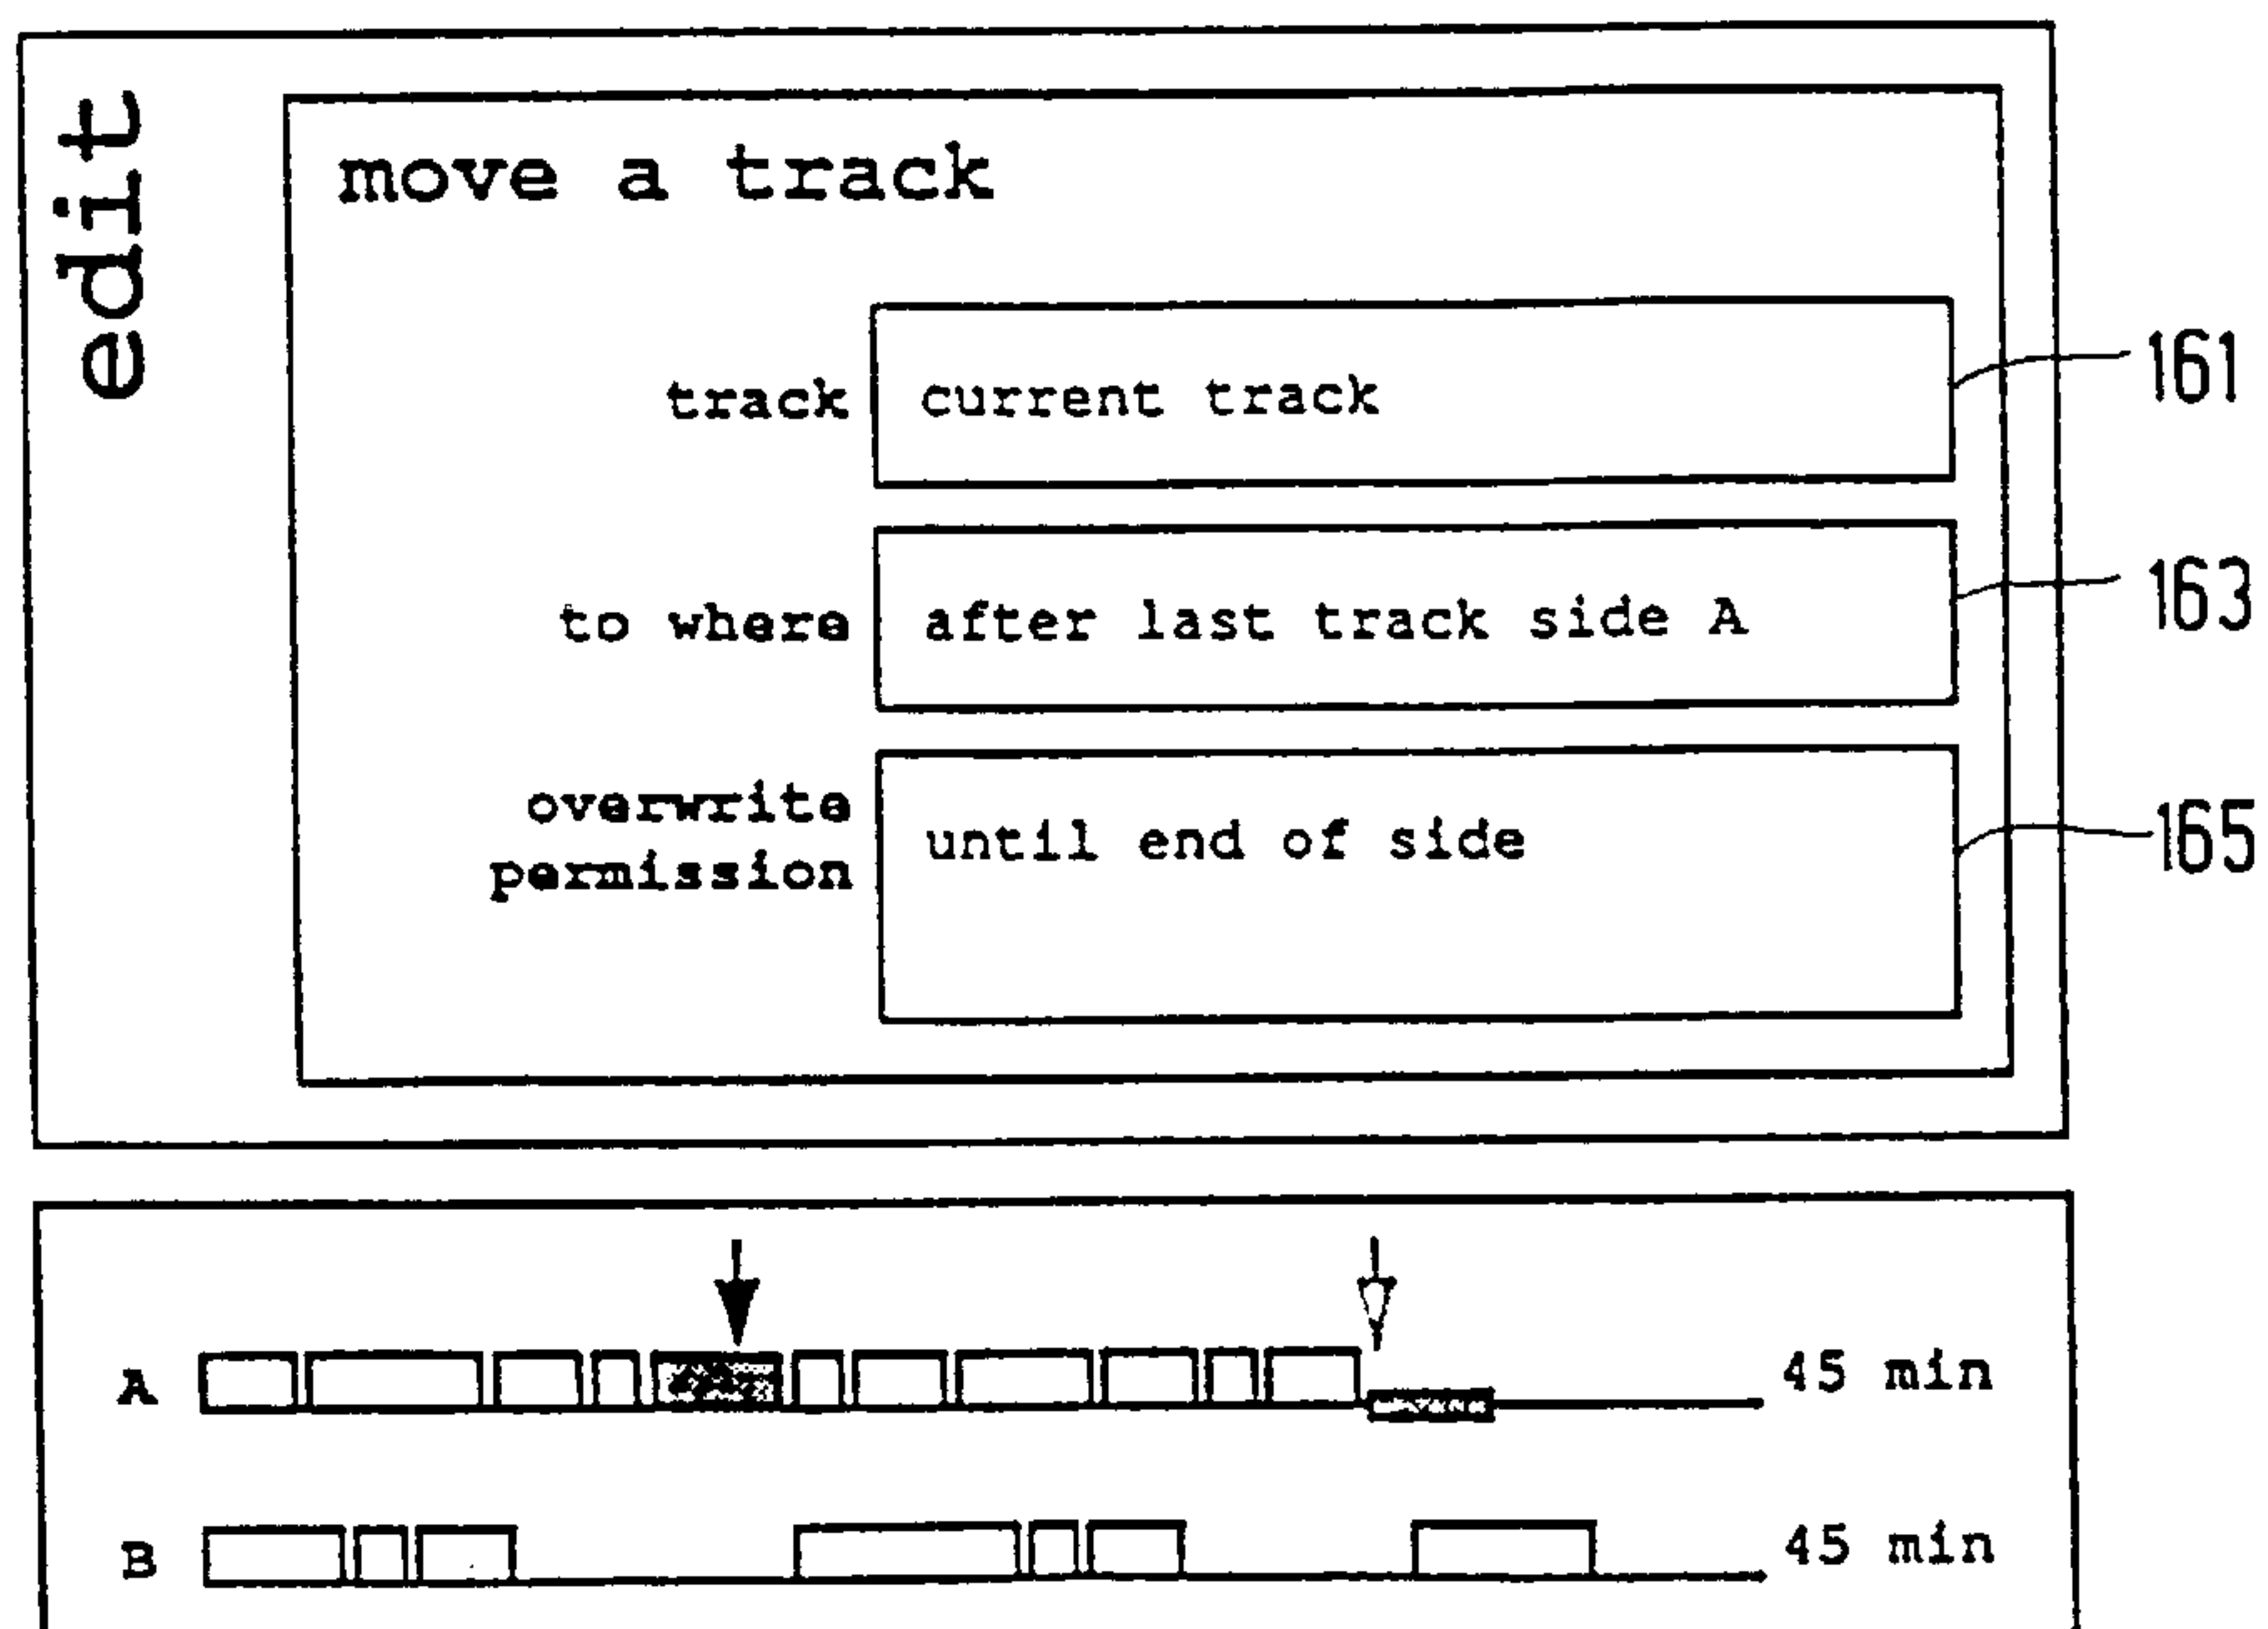 edit
move a track
track
current track
161
to where
after last track side A
163
overwrite
permission
until end of side
165
A
45 min
B
45 min